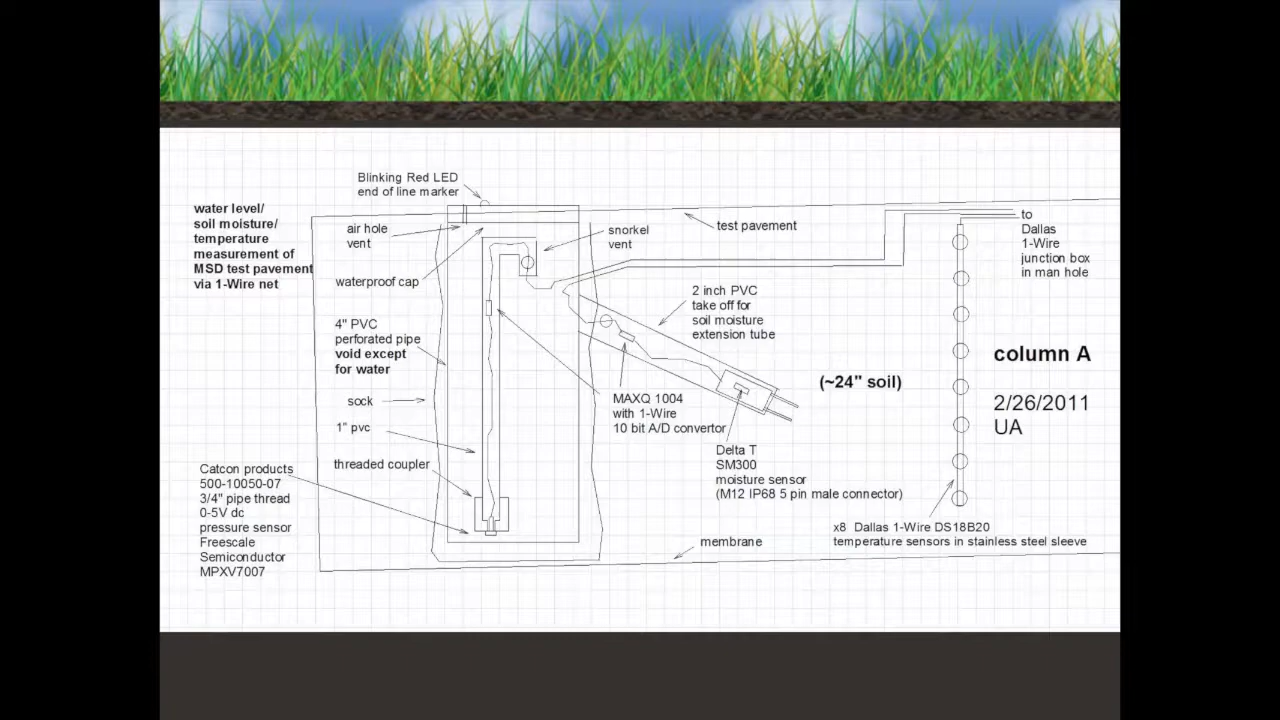 Blinking Red LED
end of line marker
water level/
soil moisture/
temperature
measurement of
MSD test pavement
via 1-Wire net
air hole
vent
snorkel
vent
test pavement
to
Dallas
1-Wire
junction box
in man hole
waterproof cap
2 inch PVC
take off for
soil moisture
extension tube
4" PVC
perforated pipe
void except
for water
column A
(~24" soil)
2/26/2011
UA
sock
1" pvc
MAXQ 1004
with 1-Wire
10 bit A/D convertor
threaded coupler
Delta T
SM300
moisture sensor
(M12 IP68 5 pin male connector)
Catcon products
500-10050-07
3/4" pipe thread
0-5V dc
pressure sensor
Freescale
Semiconductor
MPXV7007
x8 Dallas 1-Wire DS18B20
temperature sensors in stainless steel sleeve
membrane